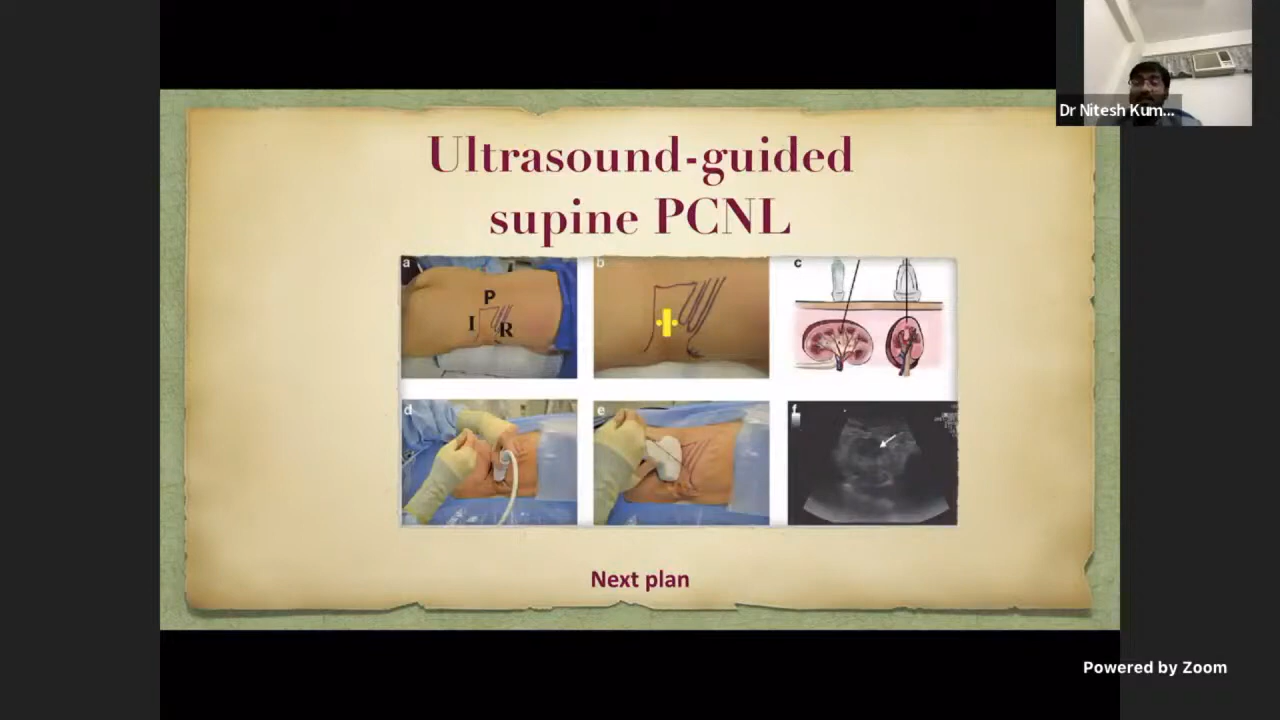 Dr Nitesh Kum...
Ultrasound-guided
supine PCNL
a
b
c
P
I
R
d
e
f
Next plan
Powered by Zoom